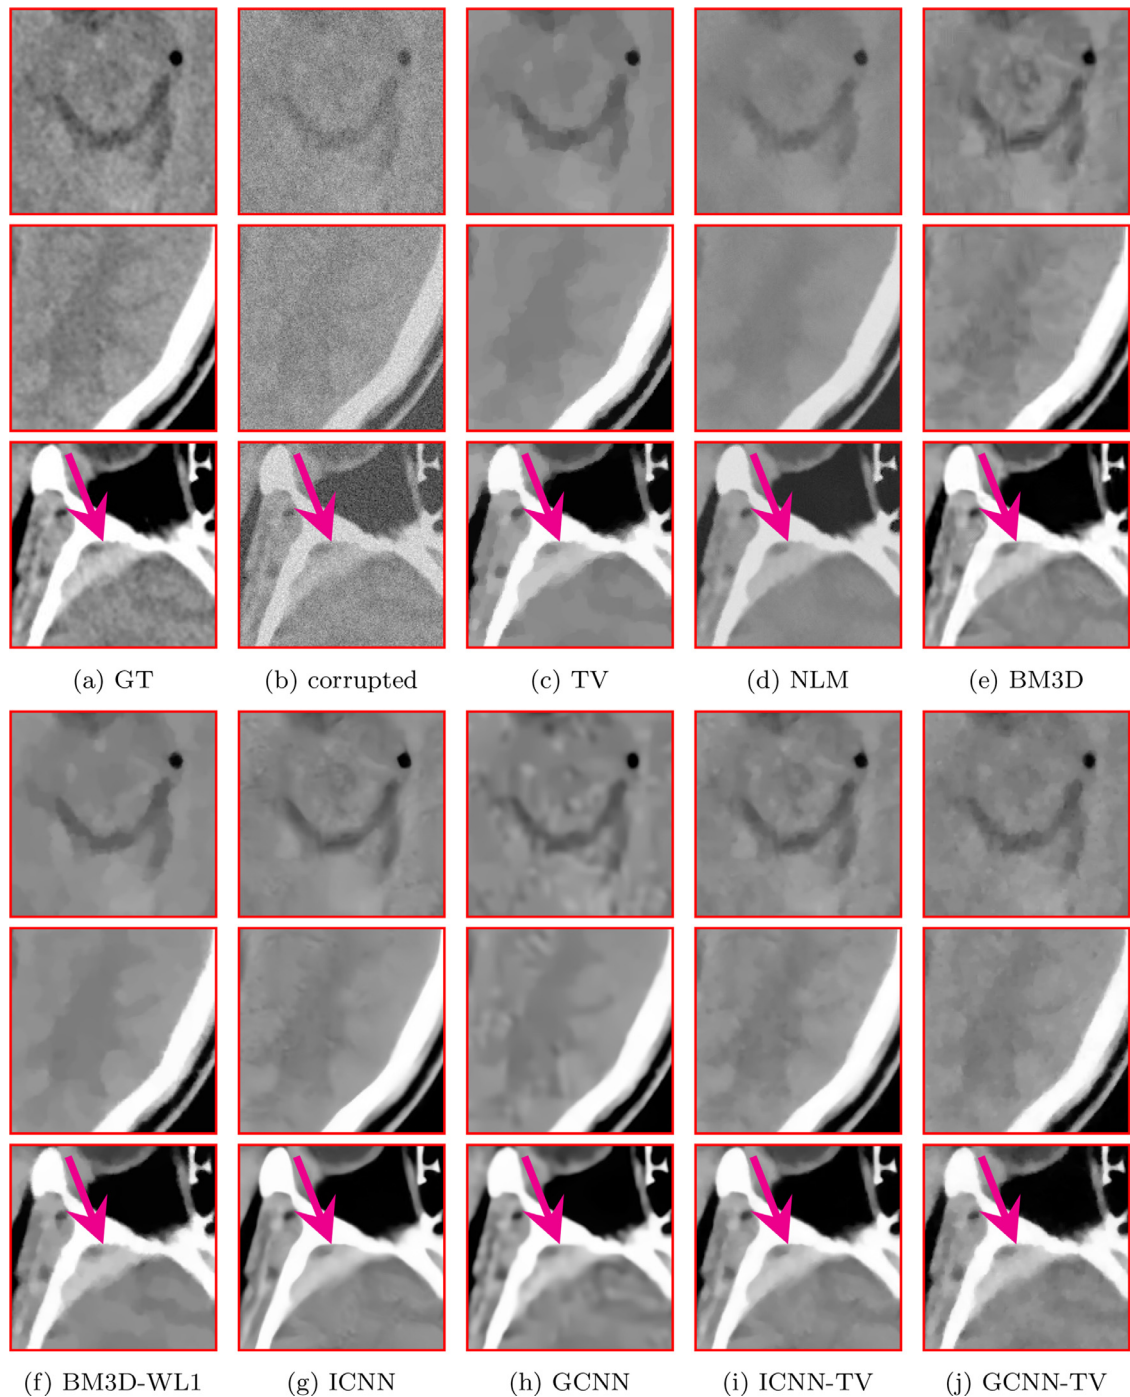 (a) GT (b) corrupted (c) TV (d) NLM (e) BM3D
(f) BM3D-WL1 (g) ICNN (h) GCNN (i) ICNN-TV (j) GCNN-TV